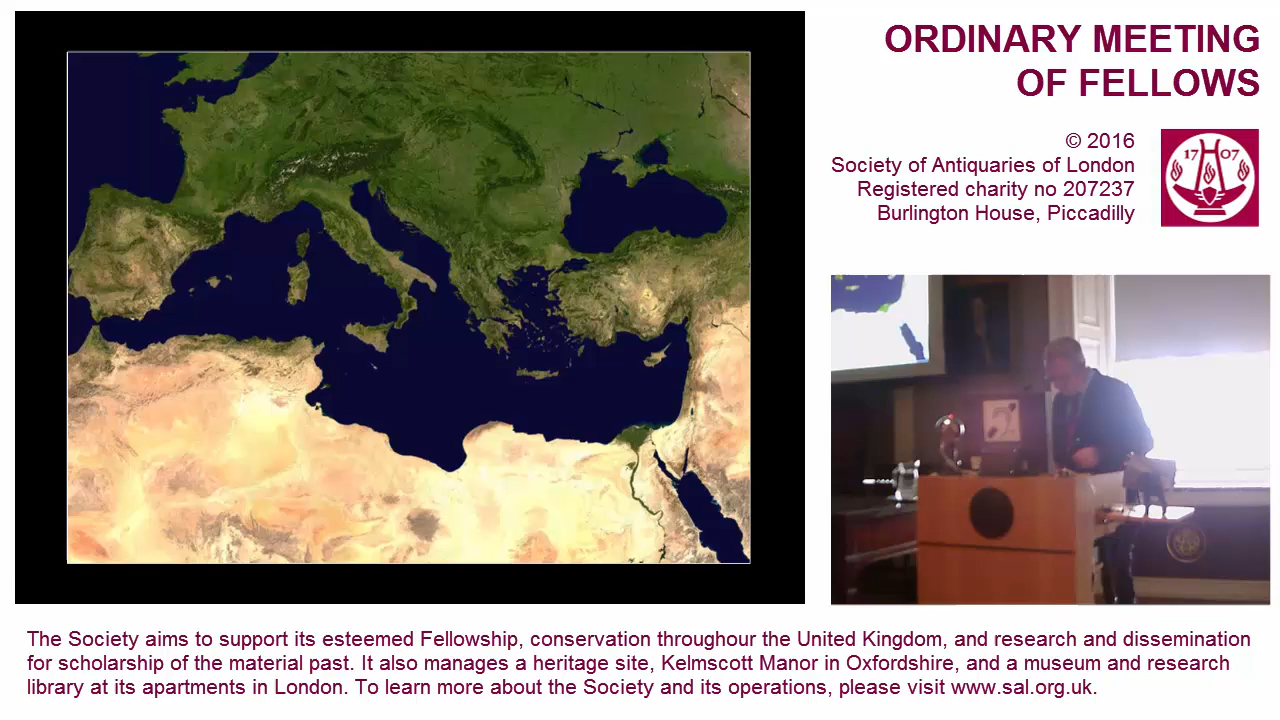 ORDINARY MEETING
OF FELLOWS
© 2016
Society of Antiquaries of London
Registered charity no 207237
Burlington House, Piccadilly
17 07
The Society aims to support its esteemed Fellowship, conservation throughour the United Kingdom, and research and dissemination
for scholarship of the material past. It also manages a heritage site, Kelmscott Manor in Oxfordshire, and a museum and research
library at its apartments in London. To learn more about the Society and its operations, please visit www.sal.org.uk.